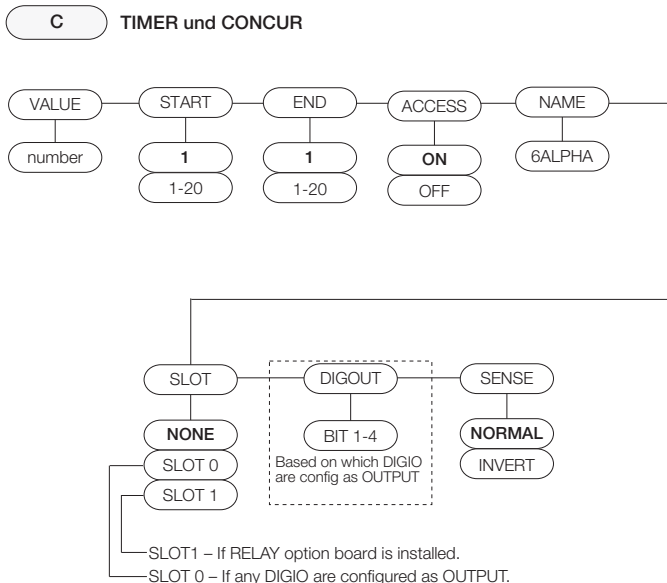 C TIMER und CONCUR
VALUE START END ACCESS NAME
number 1 1 ON 6ALPHA
1-20 1-20 OFF
SLOT DIGOUT SENSE
NONE BIT 1-4 NORMAL
SLOT 0 Based on which DIGIO INVERT
are config as OUTPUT
SLOT 1
SLOT1 – If RELAY option board is installed.
SLOT 0 – If any DIGIO are configured as OUTPUT.